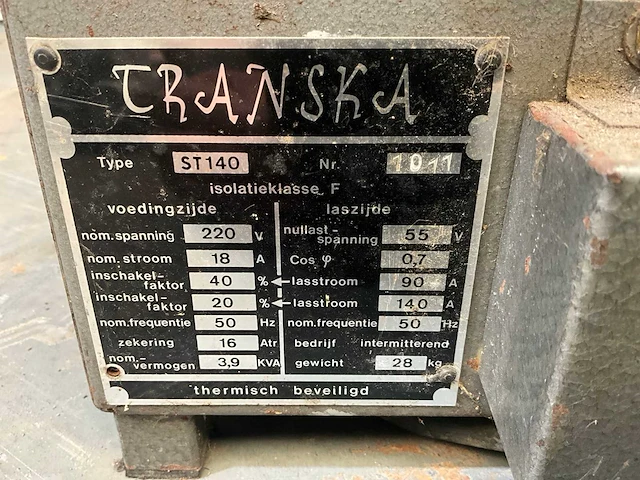 TRANSKA
Type ST140 Nr. 1011
isolatieklasse F
voedingzijde laszijde
nom.spanning 220 V nullast-spanning 55 V
nom. stroom 18 A Cos φ 0,7
inschakel-faktor 40 % lasstroom 90 A
inschakel-faktor 20 % lasstroom 140 A
nom.frequentie 50 Hz nom.frequentie 50 Hz
zekering 16 Atr bedrijf intermitterend
nom.-vermogen 3,9 KVA gewicht 28 kg
thermisch beveiligd